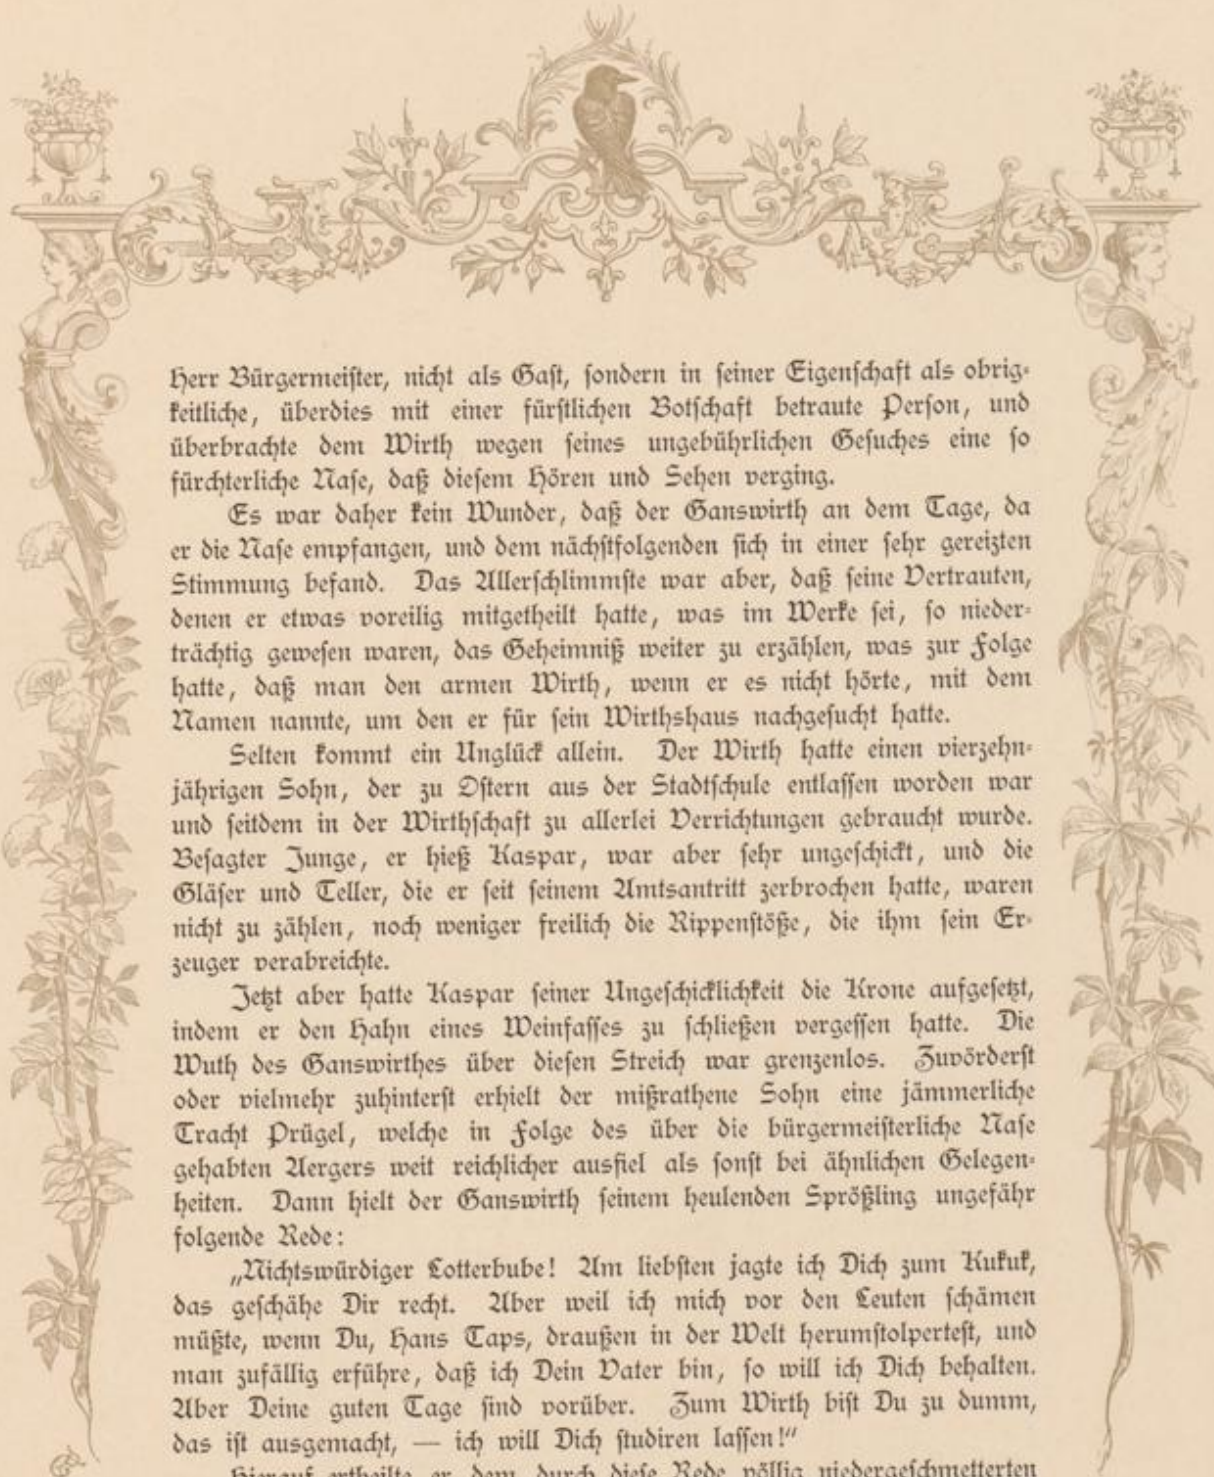 Herr Bürgermeister, nicht als Gast, sondern in seiner Eigenschaft als obrig-
keitliche, überdies mit einer fürstlichen Botschaft betraute Person, und
überbrachte dem Wirth wegen seines ungebührlichen Gesuches eine so
fürchterliche Nase, daß diesem Hören und Sehen verging.
Es war daher kein Wunder, daß der Ganswirth an dem Tage, da
er die Nase empfangen, und dem nächstfolgenden sich in einer sehr gereizten
Stimmung befand. Das Allerschlimmste war aber, daß seine Vertrauten,
denen er etwas voreilig mitgetheilt hatte, was im Werke sei, so nieder-
trächtig gewesen waren, das Geheimniß weiter zu erzählen, was zur Folge
hatte, daß man den armen Wirth, wenn er es nicht hörte, mit dem
Namen nannte, um den er für sein Wirthshaus nachgesucht hatte.
Selten kommt ein Unglück allein. Der Wirth hatte einen vierzehn-
jährigen Sohn, der zu Ostern aus der Stadtschule entlassen worden war
und seitdem in der Wirthschaft zu allerlei Verrichtungen gebraucht wurde.
Besagter Junge, er hieß Kaspar, war aber sehr ungeschickt, und die
Gläser und Teller, die er seit seinem Amtsantritt zerbrochen hatte, waren
nicht zu zählen, noch weniger freilich die Rippenstöße, die ihm sein Er-
zeuger verabreichte.
Jetzt aber hatte Kaspar seiner Ungeschicklichkeit die Krone aufgesetzt,
indem er den Hahn eines Weinfasses zu schließen vergessen hatte. Die
Wuth des Ganswirthes über diesen Streich war grenzenlos. Zuvörderst
oder vielmehr zuhinterst erhielt der mißrathene Sohn eine jämmerliche
Tracht Prügel, welche in Folge des über die bürgermeisterliche Nase
gehabten Aergers weit reichlicher ausfiel als sonst bei ähnlichen Gelegen-
heiten. Dann hielt der Ganswirth seinem heulenden Sprößling ungefähr
folgende Rede:
„Nichtswürdiger Lotterbube! Am liebsten jagte ich Dich zum Kukuk,
das geschähe Dir recht. Aber weil ich mich vor den Leuten schämen
müßte, wenn Du, Hans Taps, draußen in der Welt herumstolpertest, und
man zufällig erführe, daß ich Dein Vater bin, so will ich Dich behalten.
Aber Deine guten Tage sind vorüber. Zum Wirth bist Du zu dumm,
das ist ausgemacht, — ich will Dich studiren lassen!“
Hierauf ertheilte er dem durch diese Rede völlig niedergeschmetterten